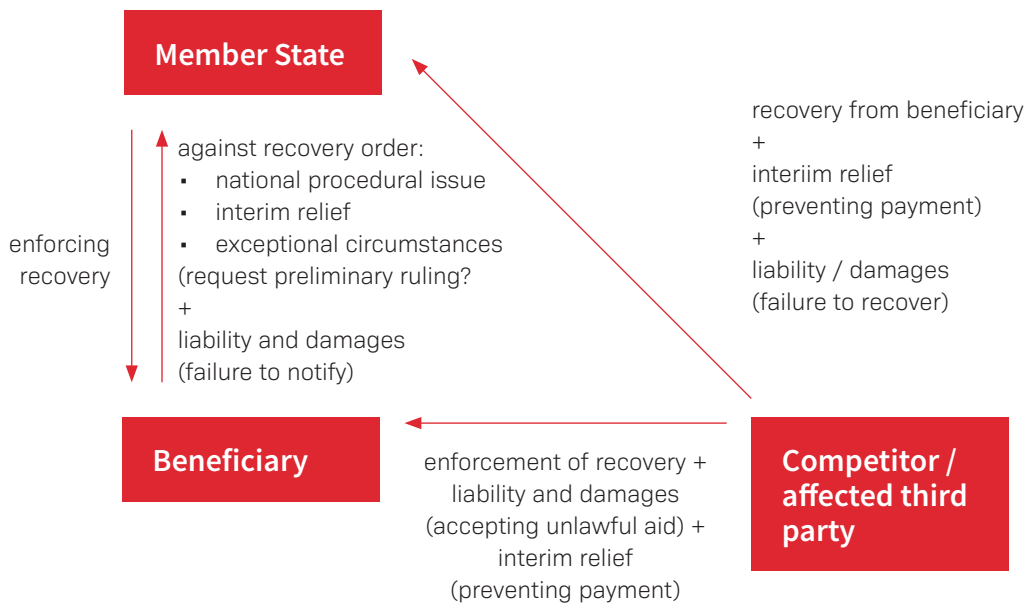 Member State
enforcing
recovery
against recovery order:
▪ national procedural issue
▪ interim relief
▪ exceptional circumstances
(request preliminary ruling?
+
liability and damages
(failure to notify)
recovery from beneficiary
+
interiim relief
(preventing payment)
+
liability / damages
(failure to recover)
Beneficiary
enforcement of recovery +
liability and damages
(accepting unlawful aid) +
interim relief
(preventing payment)
Competitor /
affected third
party